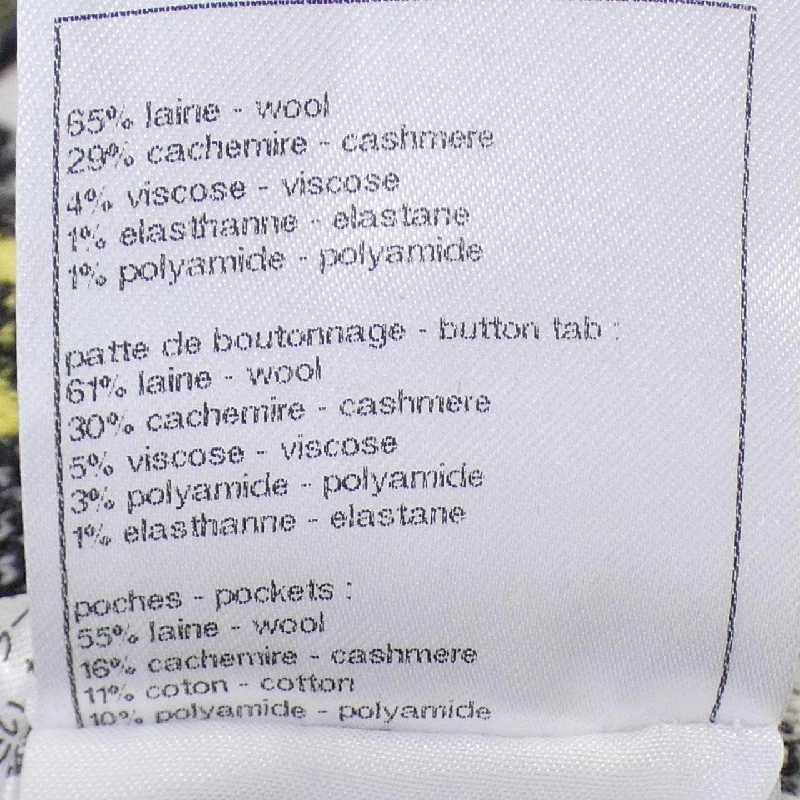 65% laine - wool
29% cachemire - cashmere
4% viscose - viscose
1% elasthanne - elastane
1% polyamide - polyamide
patte de boutonnage - button tab :
61% laine - wool
30% cachemire - cashmere
5% viscose - viscose
3% polyamide - polyamide
1% elasthanne - elastane
poches - pockets :
55% laine - wool
16% cachemire - cashmere
11% coton - cotton
10% polyamide - polyamide